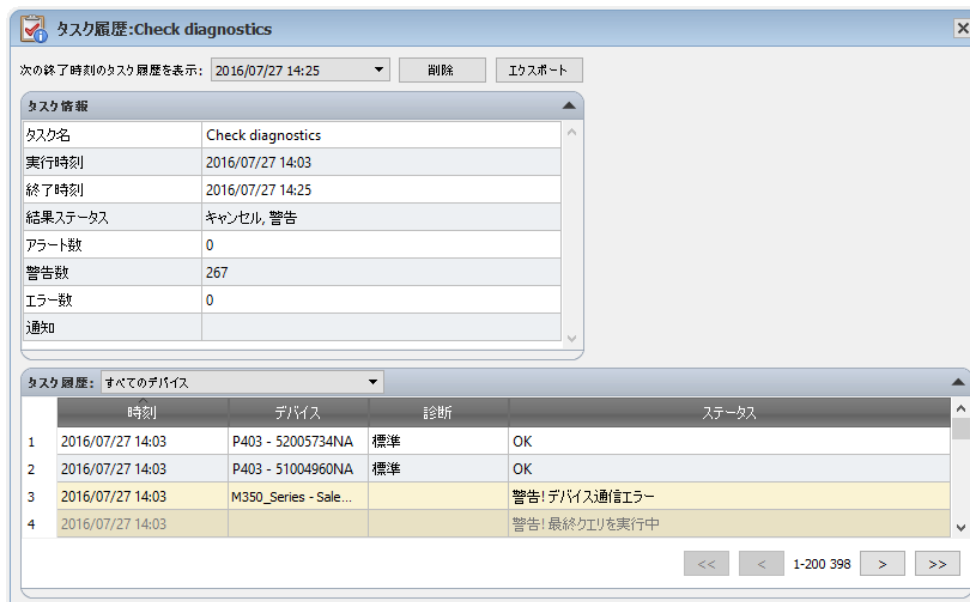 タスク履歴:Check diagnostics
次の終了時刻のタスク履歴を表示: 2016/07/27 14:25 削除 エクスポート
タスク情報
タスク名 Check diagnostics
実行時刻 2016/07/27 14:03
終了時刻 2016/07/27 14:25
結果ステータス キャンセル, 警告
アラート数 0
警告数 267
エラー数 0
通知
タスク履歴: すべてのデバイス
時刻 デバイス 診断 ステータス
1 2016/07/27 14:03 P403 - 52005734NA 標準 OK
2 2016/07/27 14:03 P403 - 51004960NA 標準 OK
3 2016/07/27 14:03 M350_Series - Sale... 警告!デバイス通信エラー
4 2016/07/27 14:03 警告!最終クエリを実行中
<< < 1-200 398 > >>